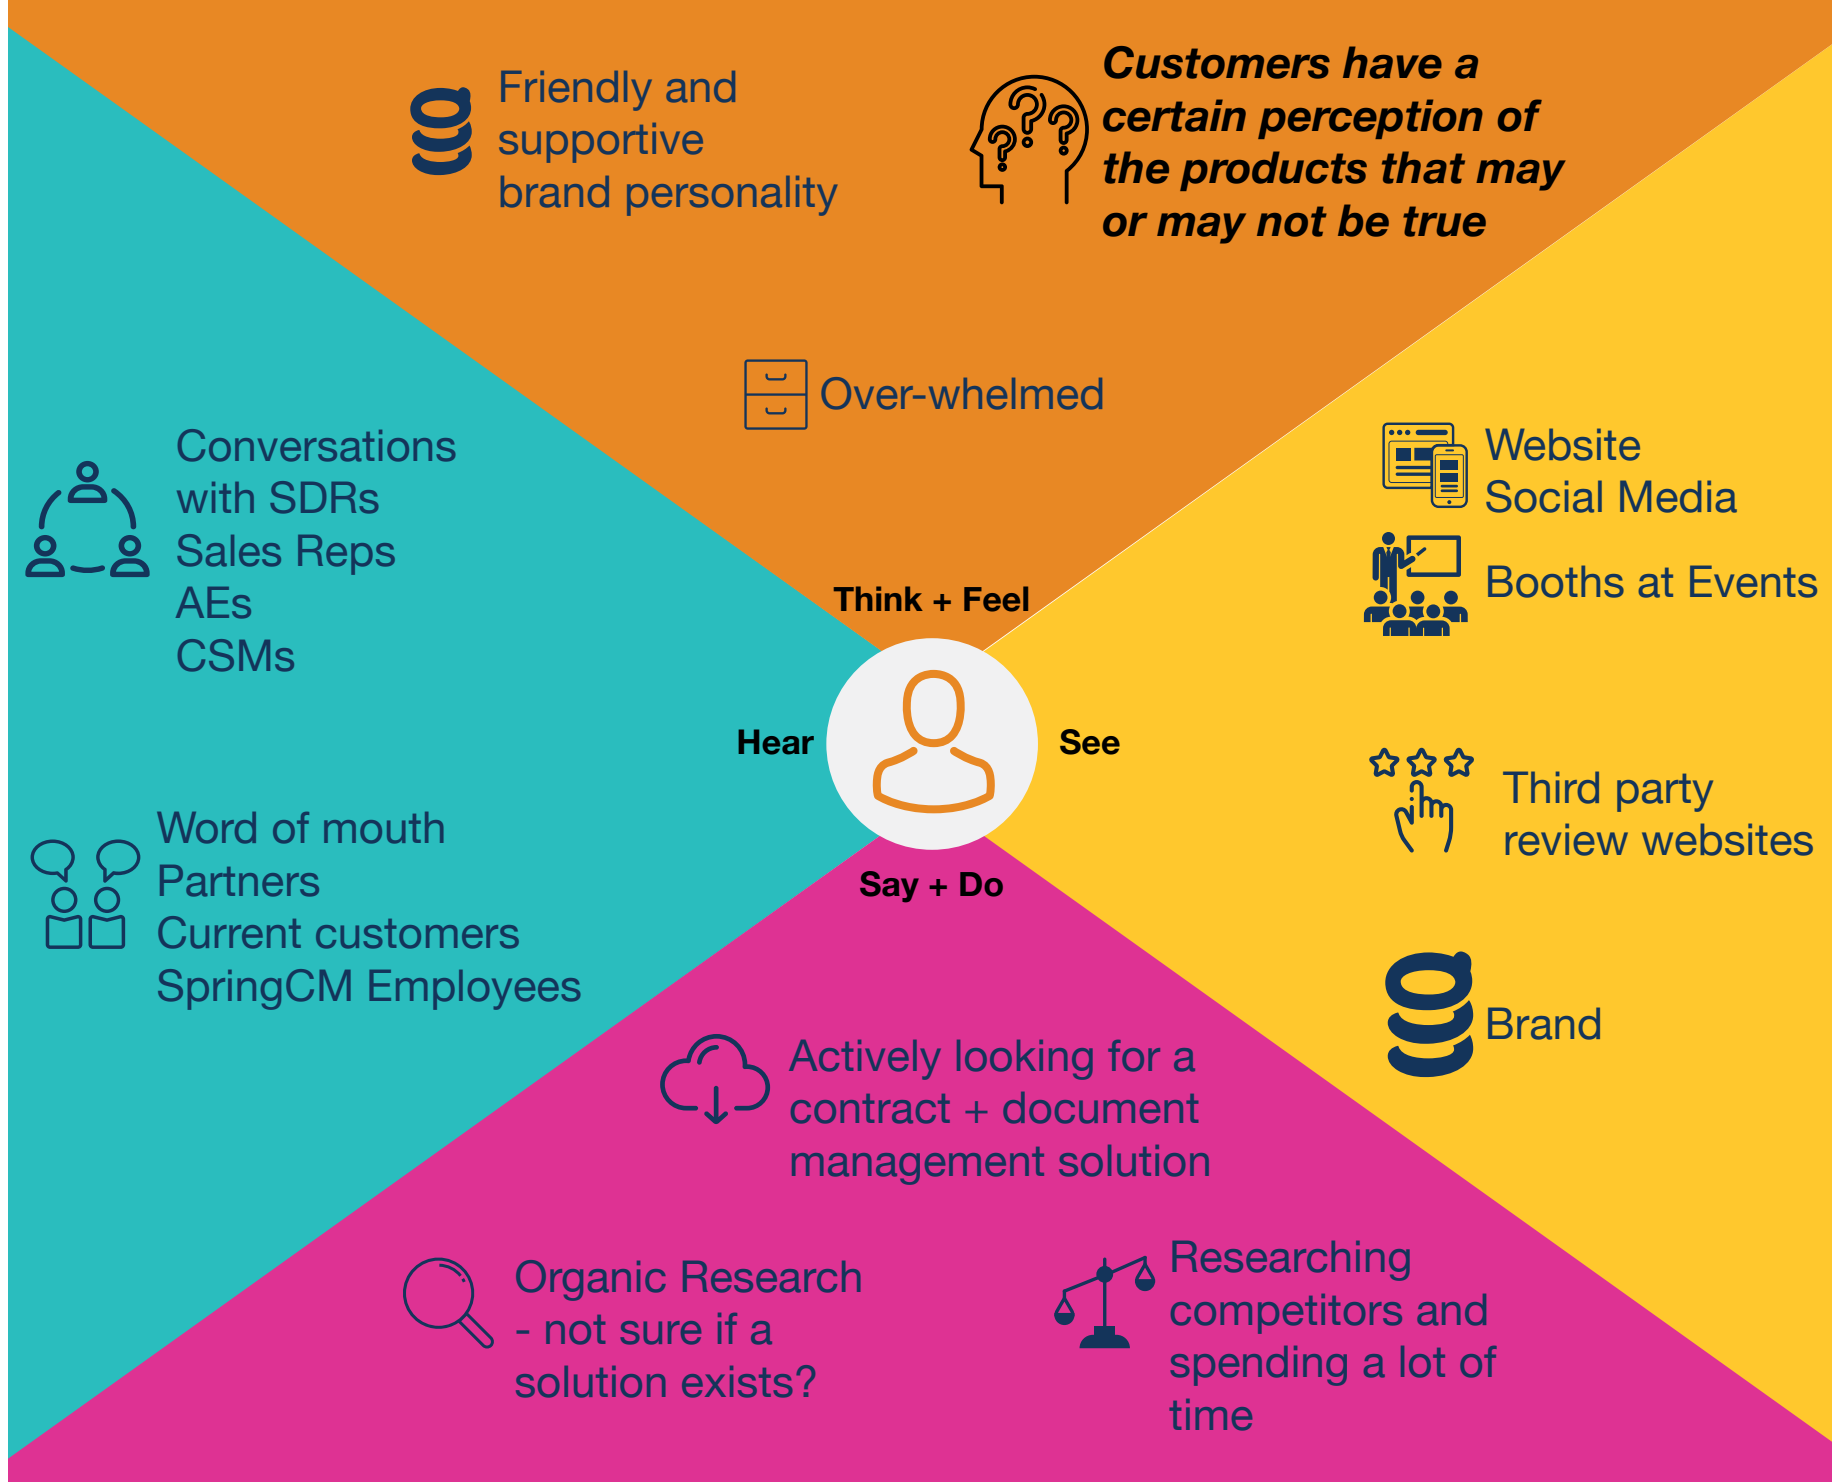 Friendly and
supportive
brand personality
Customers have a
certain perception of
the products that may
or may not be true
Over-whelmed
Think + Feel
Conversations
with SDRs
Sales Reps
AEs
CSMs
Word of mouth
Partners
Current customers
SpringCM Employees
Hear
See
Website
Social Media
Booths at Events
Third party
review websites
Brand
Say + Do
Actively looking for a
contract + document
management solution
Organic Research
- not sure if a
solution exists?
Researching
competitors and
spending a lot of
time